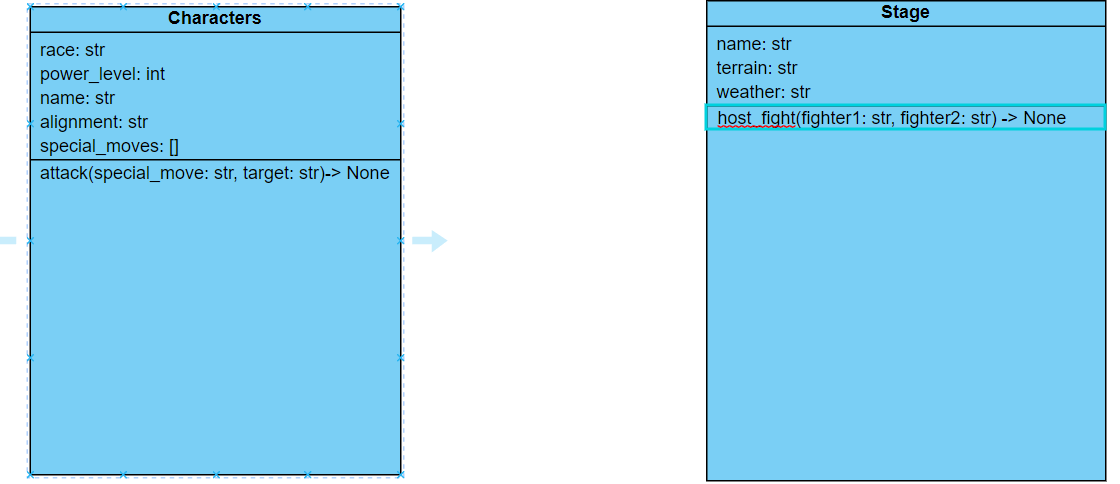 Characters
race: str
power_level: int
name: str
alignment: str
special_moves: []
attack(special_move: str, target: str)-> None
Stage
name: str
terrain: str
weather: str
host_fight(fighter1: str, fighter2: str) -> None